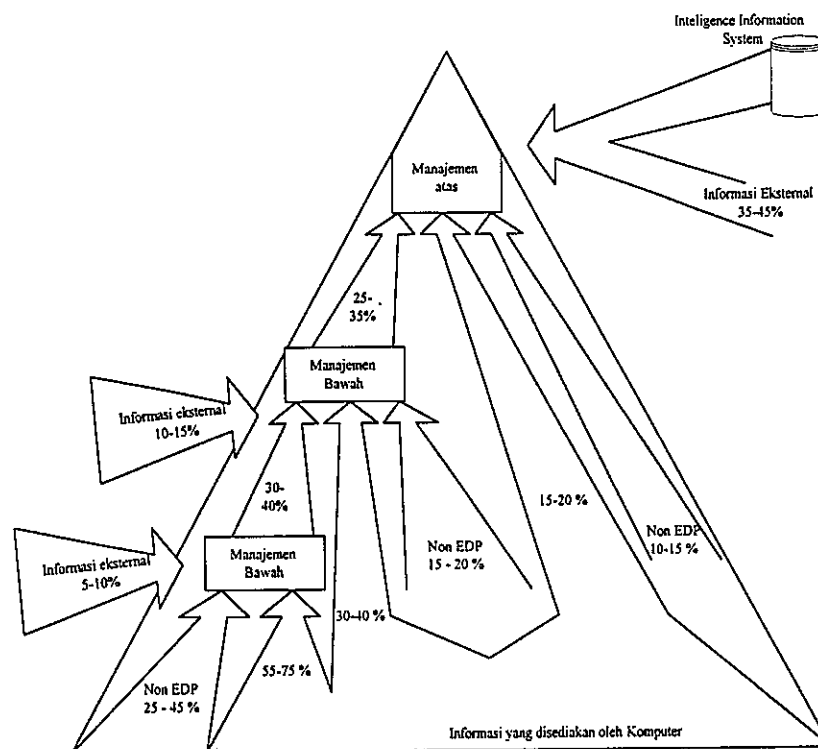 Inteligence Information
System
Manajemen
atas
Informasi Eksternal
35-45%
25-
35%
Manajemen
Bawah
Informasi eksternal
10-15%
30-
40%
15-20 %
Non EDP
15 - 20 %
Non EDP
10-15 %
Manajemen
Bawah
Informasi eksternal
5-10%
30-40 %
55-75 %
Non EDP
25 - 45 %
Informasi yang disediakan oleh Komputer